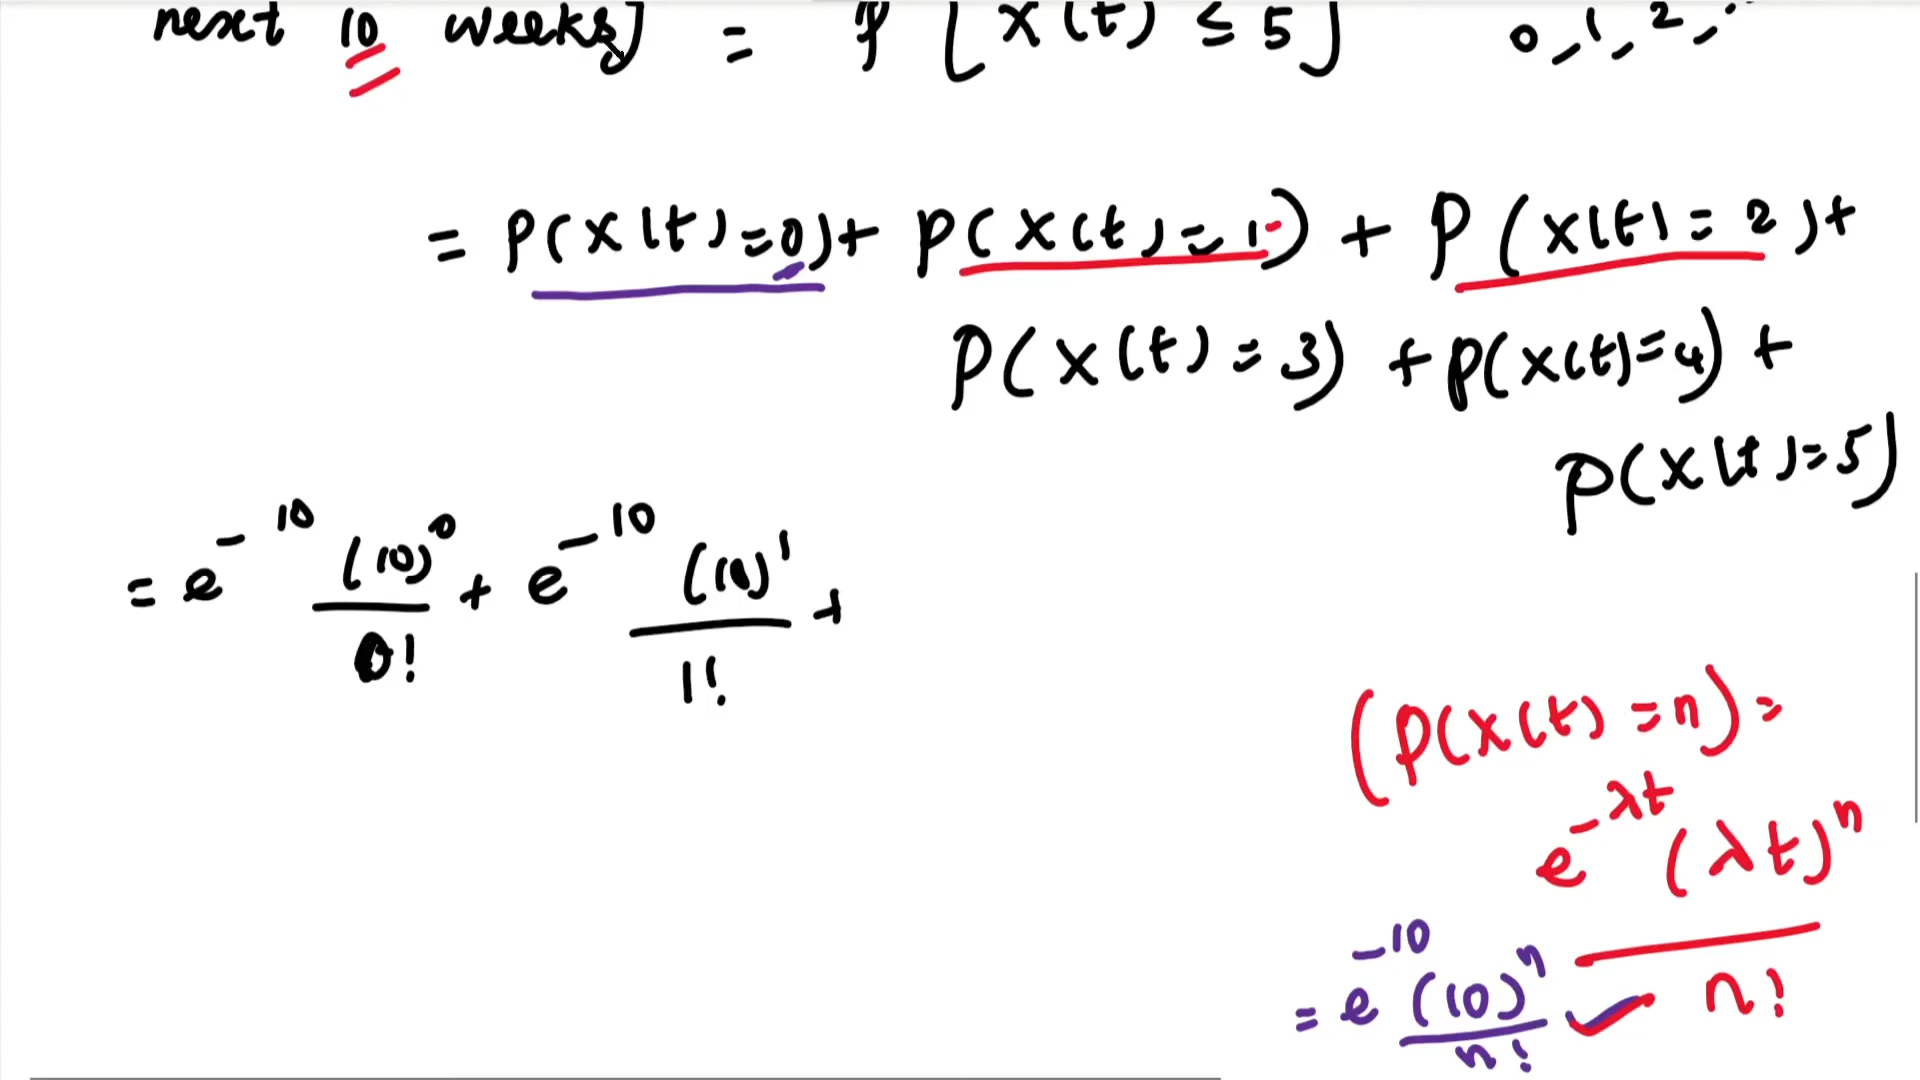 next 10 weeks] = P [X(t) ≤ 5] 0, 1, 2, .
= P(X(t)=0) + P(X(t)=1) + P(X(t)=2) +
P(X(t)=3) + P(X(t)=4) +
P(X(t)=5)
= e^{-10} (10)^0 / 0! + e^{-10} (10)^1 / 1! +
(P(X(t)=n) =
e^{-λt} (λt)^n / n!
= e^{-10} (10)^n / n!